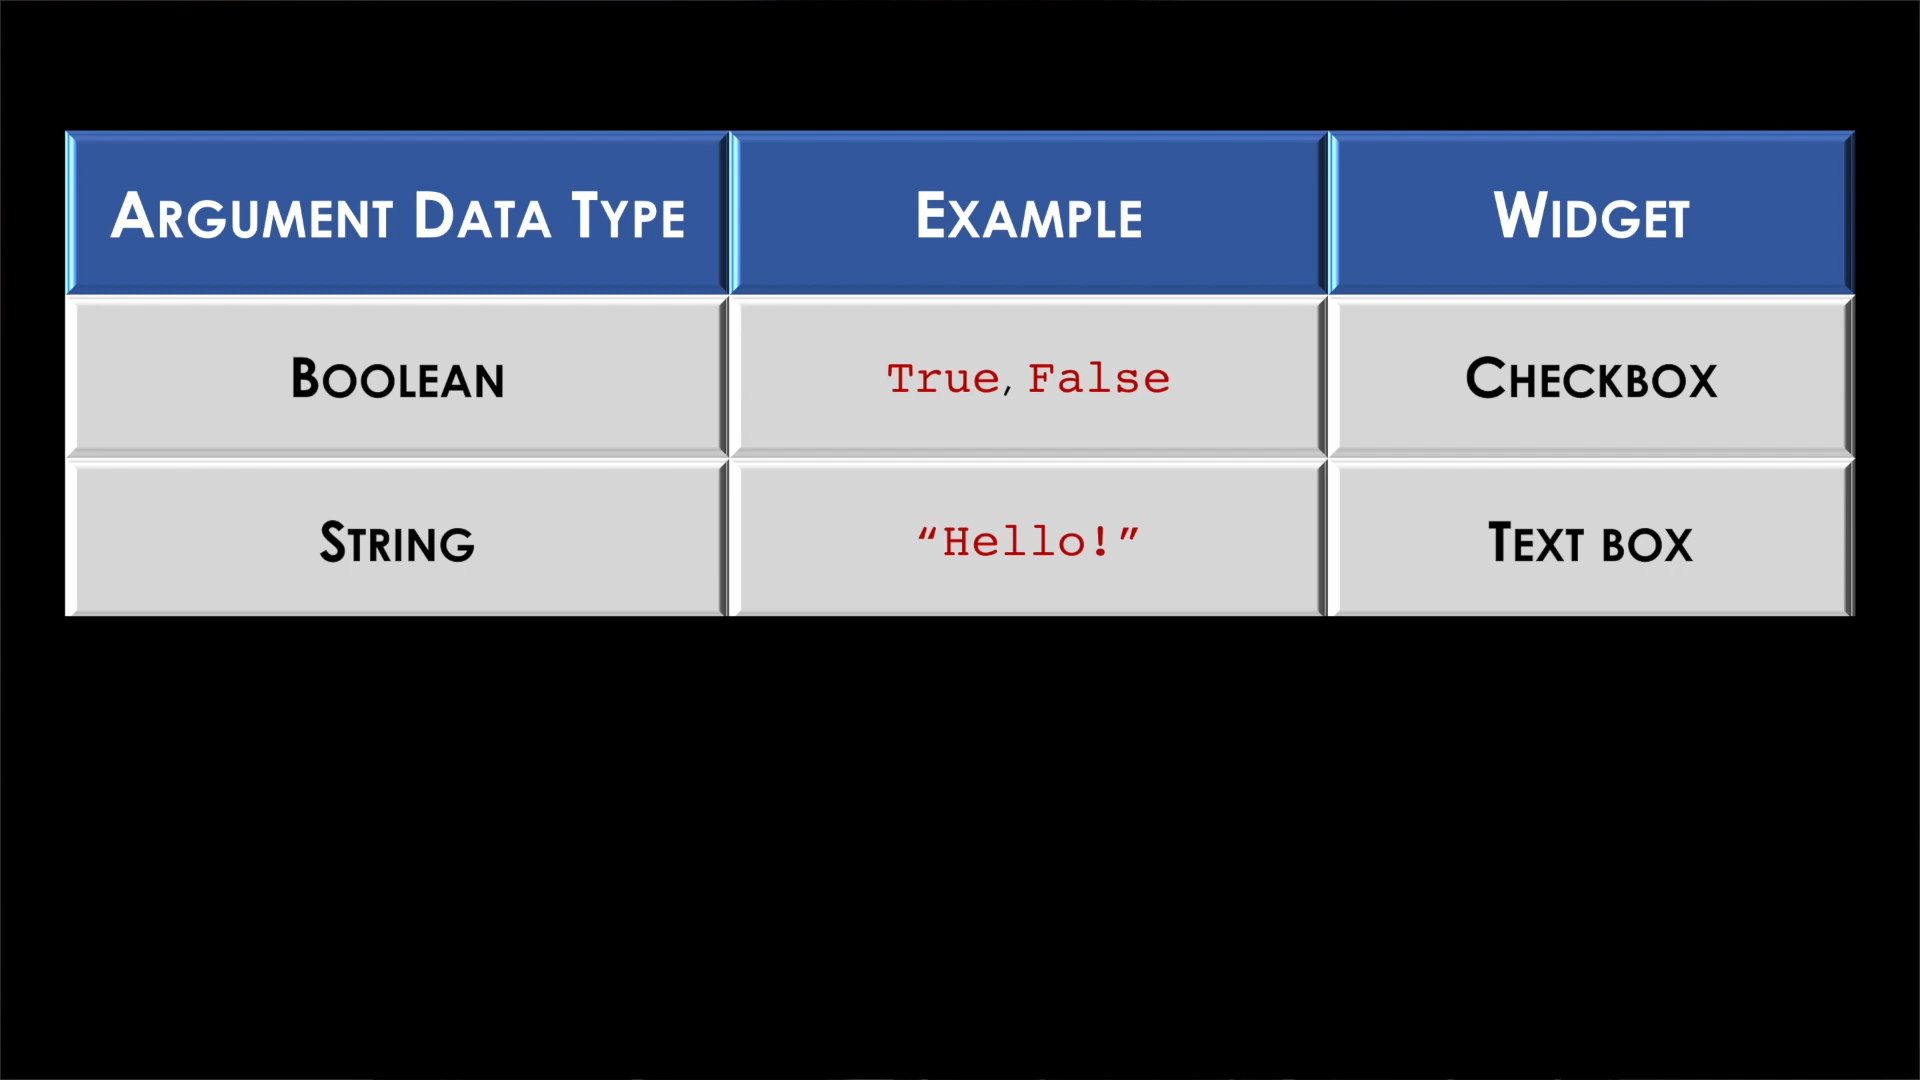 Argument Data Type Example Widget
Boolean True, False Checkbox
String “Hello!” Text box